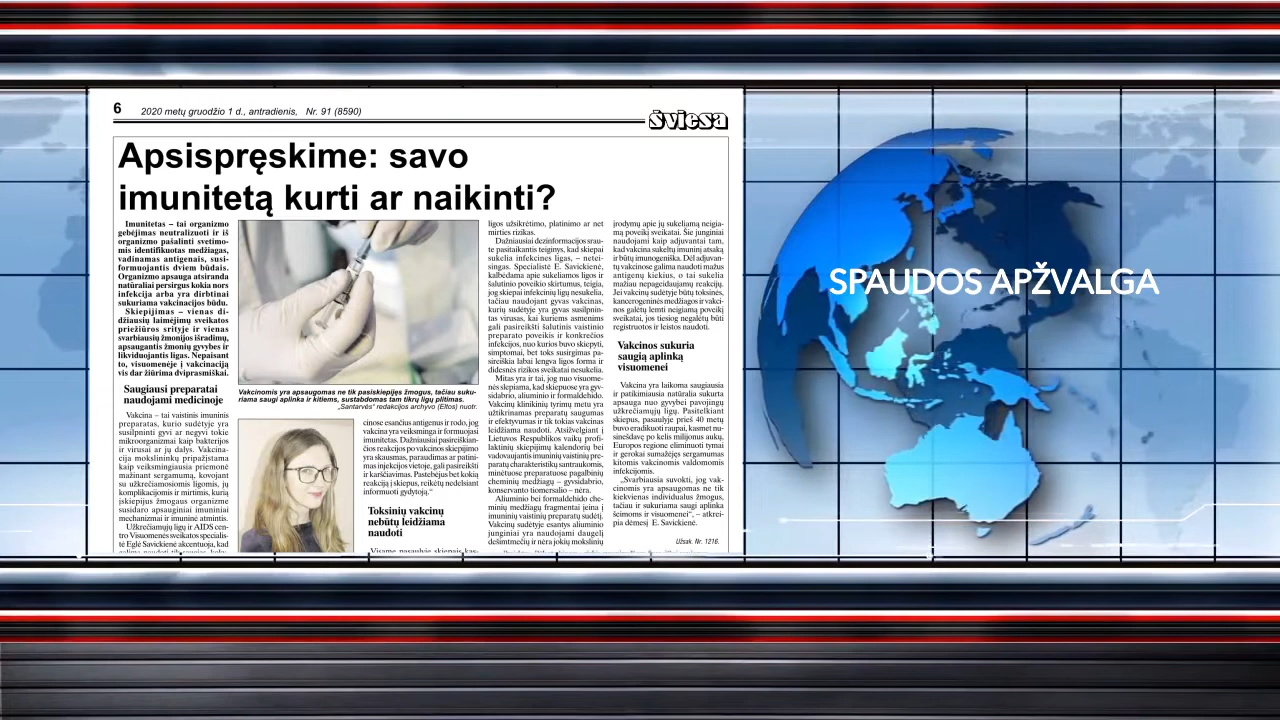 6 2020 metų gruodžio 1 d., antradienis, Nr. 91 (8590)
šviesa
Apsispręskime: savo
imunitetą kurti ar naikinti?
Imunitetas – tai organizmo
gebėjimas neutralizuoti ir iš
organizmo pašalinti svetimo-
mis identifikuotas medžiagas,
vadinamas antigenais, susi-
formuojantis dviem būdais.
Organizmo apsauga atsiranda
natūraliai persirgus kokia nors
infekcija arba yra dirbtinai
sukuriama vakcinacijos būdu.
Skiepijimas – vienas di-
džiausių laimėjimų sveikatos
priežiūros srityje ir vienas
svarbiausių žmonijos išradimų,
apsaugantis žmonių gyvybes ir
likviduojantis ligas. Nepaisant
to, visuomenėje į vakcinaciją
vis dar žiūrima dviprasmiškai.
Saugiausi preparatai
naudojami medicinoje
Vakcina – tai vaistinis imuninis
preparatas, kurio sudėtyje yra
susilpninti gyvi ar negyvi tokie
mikroorganizmai kaip bakterijos
ir virusai ar jų dalys. Vakcina-
cija mokslininkų pripažįstama
kaip veiksmingiausia priemonė
mažinant sergamumą, kovojant
su užkrečiamosiomis ligomis, jų
komplikacijomis ir mirtimis, kurią
įskiepijus žmogaus organizme
susidaro apsauginiai imuniniai
mechanizmai ir imuninė atmintis.
Užkrečiamųjų ligų ir AIDS cen-
tro Visuomenės sveikatos specialis-
tė Eglė Savickienė akcentuoja, kad
Vakcinomis yra apsaugomas ne tik pasiskiepijęs žmogus, tačiau suku-
riama saugi aplinka ir kitiems, sustabdomas tam tikrų ligų plitimas.
„Santarvės“ redakcijos archyvo (Eltos) nuotr.
cinose esančius antigenus ir rodo, jog
vakcina yra veiksminga ir formuojasi
imunitetas. Dažniausiai pasireiškian-
čios reakcijos po vakcinos skiepijimo
yra skausmas, paraudimas ar patini-
mas injekcijos vietoje, gali pasireikšti
ir karščiavimas. Pastebėjus bet kokią
reakciją į skiepus, reikėtų nedelsiant
informuoti gydytoją.“
Toksinių vakcinų
nebūtų leidžiama
naudoti
Visame pasaulyje skiepais kas-
ligos užsikrėtimo, platinimo ar net
mirties rizikas.
Dažniausiai dezinformacijos srau-
te pasitaikantis teiginys, kad skiepai
sukelia infekcines ligas, – netei-
singas. Specialistė E. Savickienė,
kalbėdama apie sukeliamos ligos ir
šalutinio poveikio skirtumus, teigia,
jog skiepai infekcinių ligų nesukelia,
tačiau naudojant gyvas vakcinas,
kurių sudėtyje yra gyvas susilpnin-
tas virusas, kai kuriems asmenims
gali pasireikšti šalutinis vaistinio
preparato poveikis ir konkrečios
infekcijos, nuo kurios buvo skiepyti,
simptomai, bet toks susirgimas pa-
sireiškia labai lengva ligos forma ir
didesnės rizikos sveikatai nesukelia.
Mitas yra ir tai, jog nuo visuome-
nės slepiama, kad skiepuose yra gyv-
sidabrio, aliuminio ir formaldehido.
Vakcinų klinikinių tyrimų metu yra
užtikrinamas preparatų saugumas
ir efektyvumas ir tik tokias vakcinas
leidžiama naudoti. Atsižvelgiant į
Lietuvos Respublikos vaikų profi-
laktinių skiepijimų kalendorių bei
vadovaujantis imuninių vaistinių pre-
paratų charakteristikų santraukomis,
minėtuose preparatuose pagalbinių
cheminių medžiagų – gyvsidabrio,
konservanto tiomersalio – nėra.
Aliuminio bei formaldehido che-
minių medžiagų fragmentai įeina į
imuninių vaistinių preparatų sudėtį.
Vakcinų sudėtyje esantys aliuminio
junginiai yra naudojami daugelį
dešimtmečių ir nėra jokių mokslinių
įrodymų apie jų sukeliamą neigia-
mą poveikį sveikatai. Šie junginiai
naudojami kaip adjuvantai tam,
kad vakcina sukeltų imuninį atsaką
ir būtų imunogeniška. Dėl adjuvan-
tų vakcinose galima naudoti mažus
antigenų kiekius, o tai sukelia
mažiau nepageidaujamų reakcijų.
Jei vakcinų sudėtyje būtų toksinės,
kancerogeninės medžiagos ir vakci-
nos galėtų lemti neigiamą poveikį
sveikatai, jos tiesiog negalėtų būti
registruotos ir leistos naudoti.
Vakcinos sukuria
saugią aplinką
visuomenei
Vakcina yra laikoma saugiausia
ir patikimiausia natūralia sukurta
apsauga nuo gyvybei pavojingų
užkrečiamųjų ligų. Pasitelkiant
skiepus, pasaulyje prieš 40 metų
buvo eradikuoti raupai, kasmet nu-
sinešdavę po kelis milijonus aukų,
Europos regione eliminuoti tymai
ir gerokai sumažėjęs sergamumas
kitomis vakcinomis valdomomis
infekcijomis.
„Svarbiausia suvokti, jog vak-
cinomis yra apsaugomas ne tik
kiekvienas individualus žmogus,
tačiau ir sukuriama saugi aplinka
šeimoms ir visuomenei“, – atkrei-
pia dėmesį E. Savickienė.
Užsak. Nr. 1216.
SPAUDOS APŽVALGA